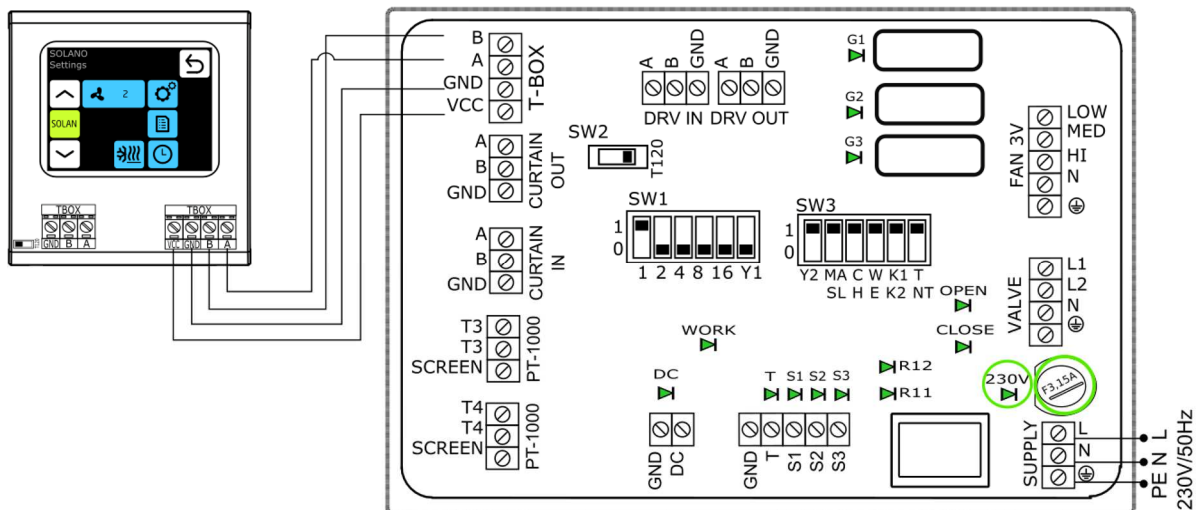 SOLANO
Settings
2
SOLAN
TBOX
GND B A
TBOX
VCC GND B A
B
A
GND
VCC
T-BOX
A
B
GND
CURTAIN
OUT
A
B
GND
CURTAIN
IN
T3
T3
SCREEN
PT-1000
T4
T4
SCREEN
PT-1000
A B GND A B GND
DRV IN DRV OUT
SW2
T120
SW1
1
0
1 2 4 8 16 Y1
SW3
1
0
Y2 MA C W K1 T
SL H E K2 NT
G1
G2
G3
LOW
MED
HI
N
FAN 3V
L1
L2
N
VALVE
OPEN
CLOSE
WORK
DC
T S1 S2 S3
R12
R11
230V
F3,15A
GND DC
GND T S1 S2 S3
SUPPLY
L
N
PE N L
230V/50Hz